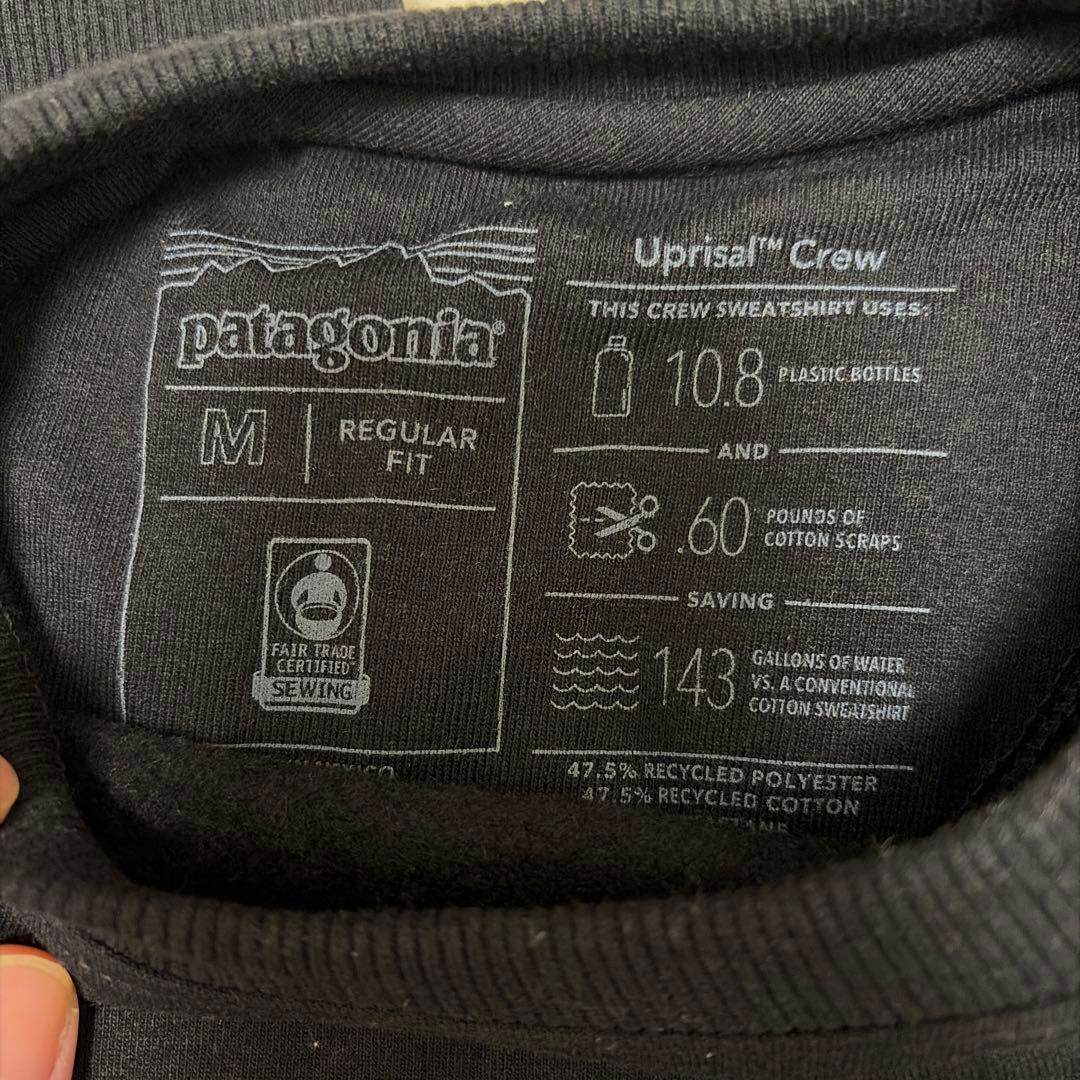 patagonia®
M
REGULAR
FIT
FAIR TRADE
CERTIFIED™
SEWING
Uprisal™ Crew
THIS CREW SWEATSHIRT USES:
10.8 PLASTIC BOTTLES
AND
.60 POUNDS OF
COTTON SCRAPS
SAVING
143 GALLONS OF WATER
VS. A CONVENTIONAL
COTTON SWEATSHIRT
47.5% RECYCLED POLYESTER
47.5% RECYCLED COTTON